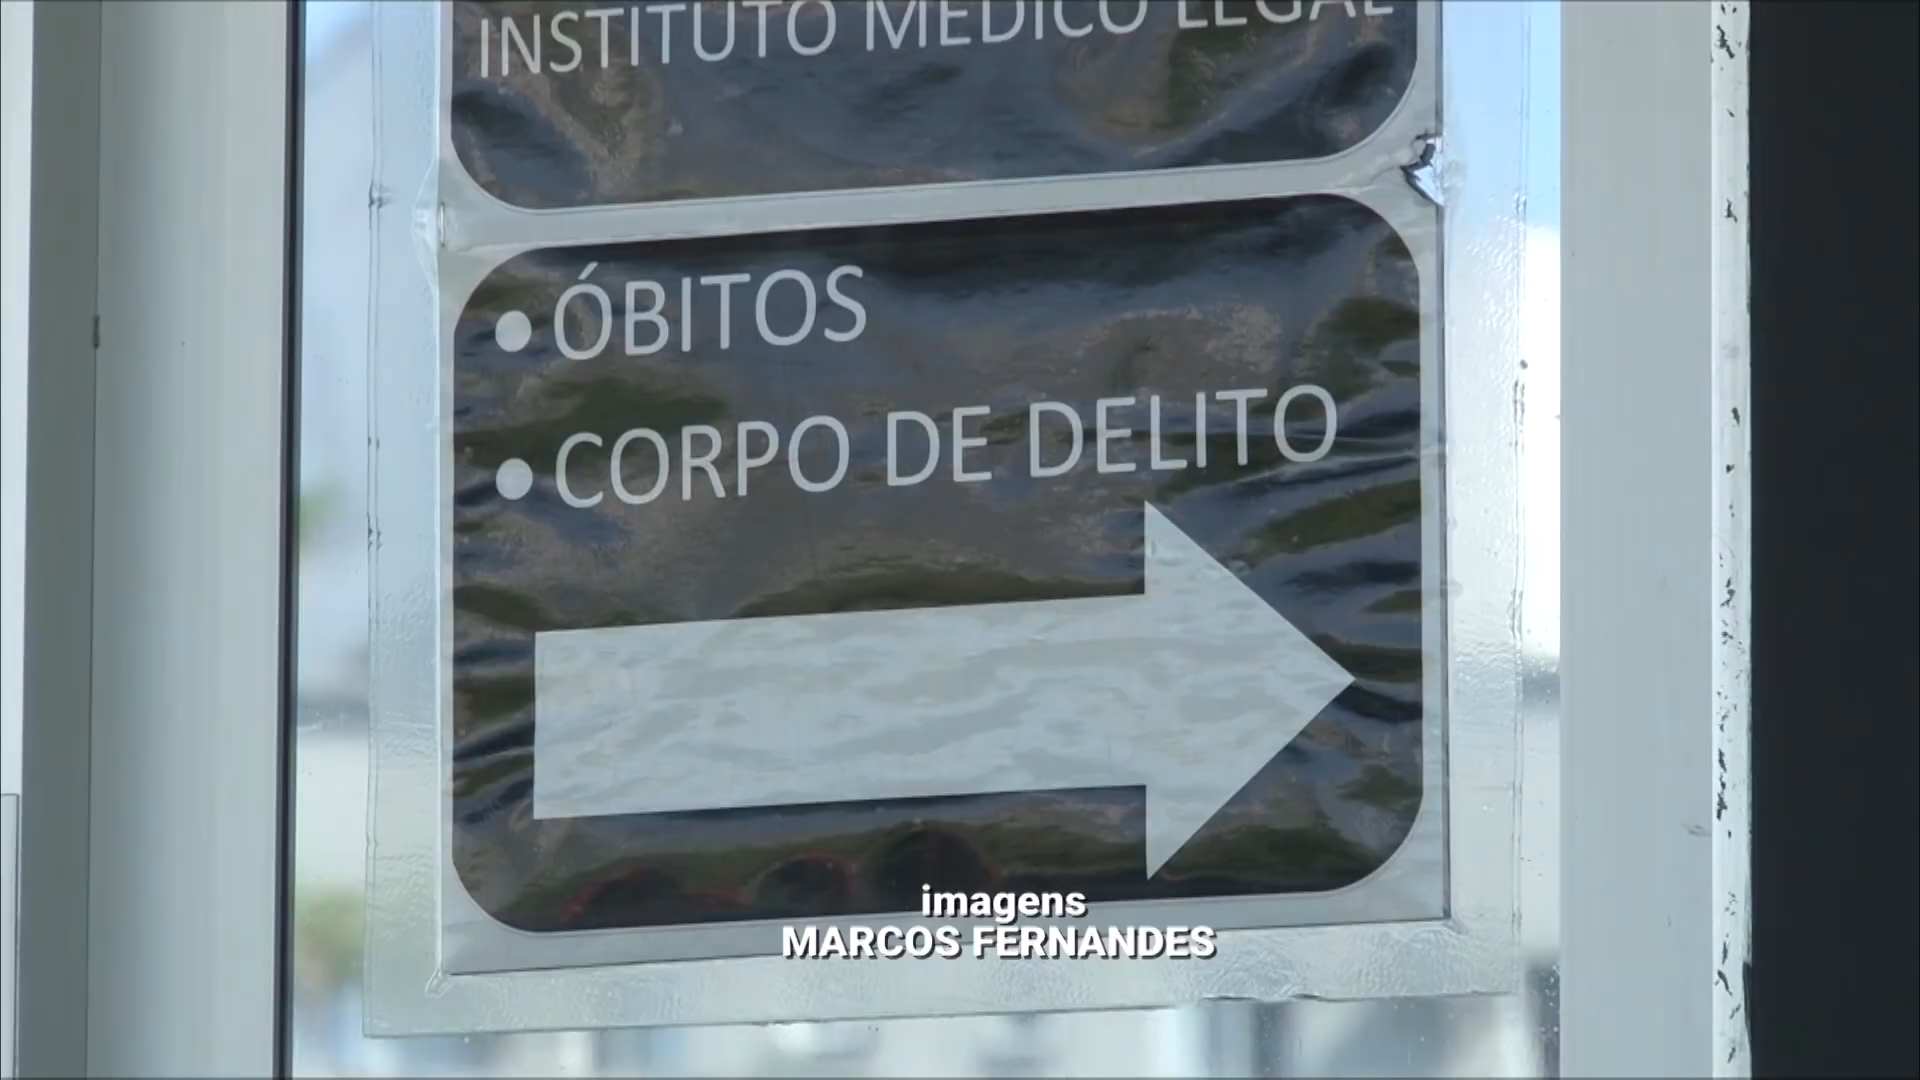 INSTITUTO MÉDICO LEGAL
• ÓBITOS
• CORPO DE DELITO
imagens
MARCOS FERNANDES